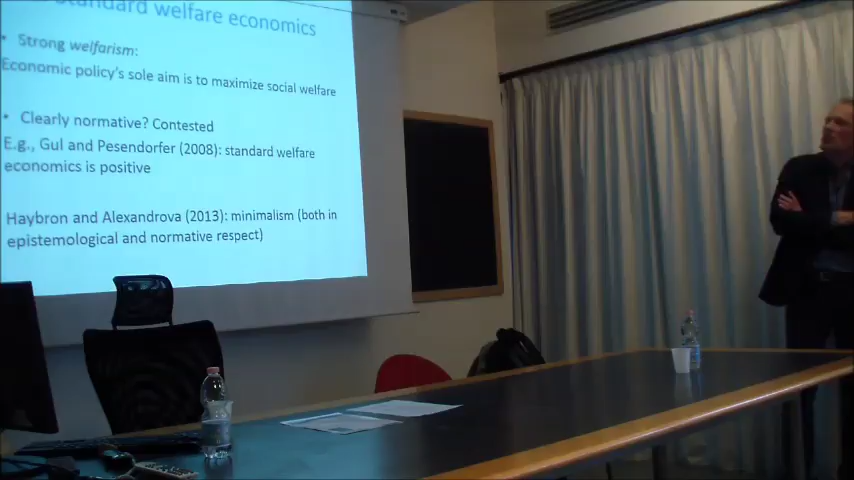 standard welfare economics
• Strong welfarism:
Economic policy's sole aim is to maximize social welfare
• Clearly normative? Contested
E.g., Gul and Pesendorfer (2008): standard welfare
economics is positive
Haybron and Alexandrova (2013): minimalism (both in
epistemological and normative respect)